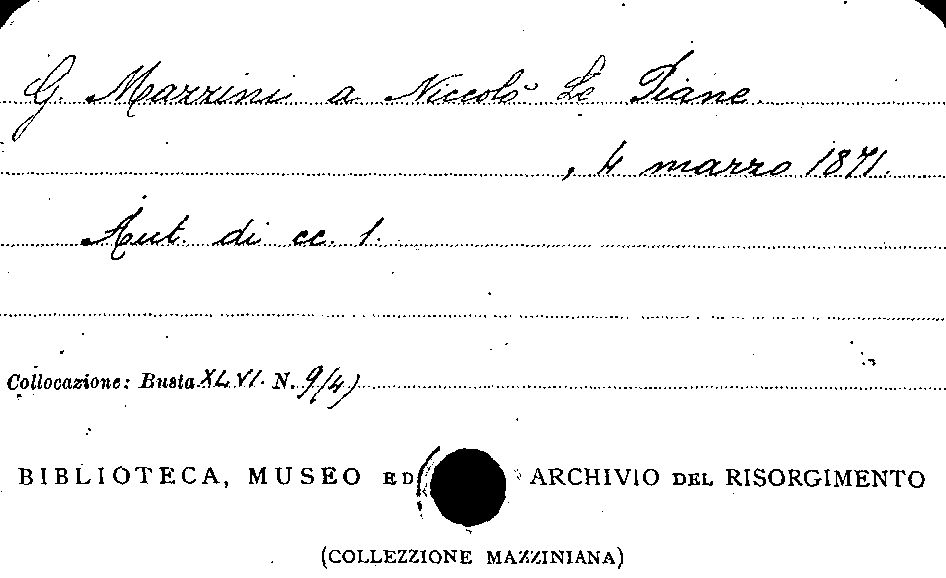 G. Mazzini a Niccolò Le Piane.
, 4 marzo 1871.
Aut. di cc. 1.
Collocazione: Busta XLVI. N. 9(4)
BIBLIOTECA, MUSEO ED ARCHIVIO DEL RISORGIMENTO
(COLLEZZIONE MAZZINIANA)